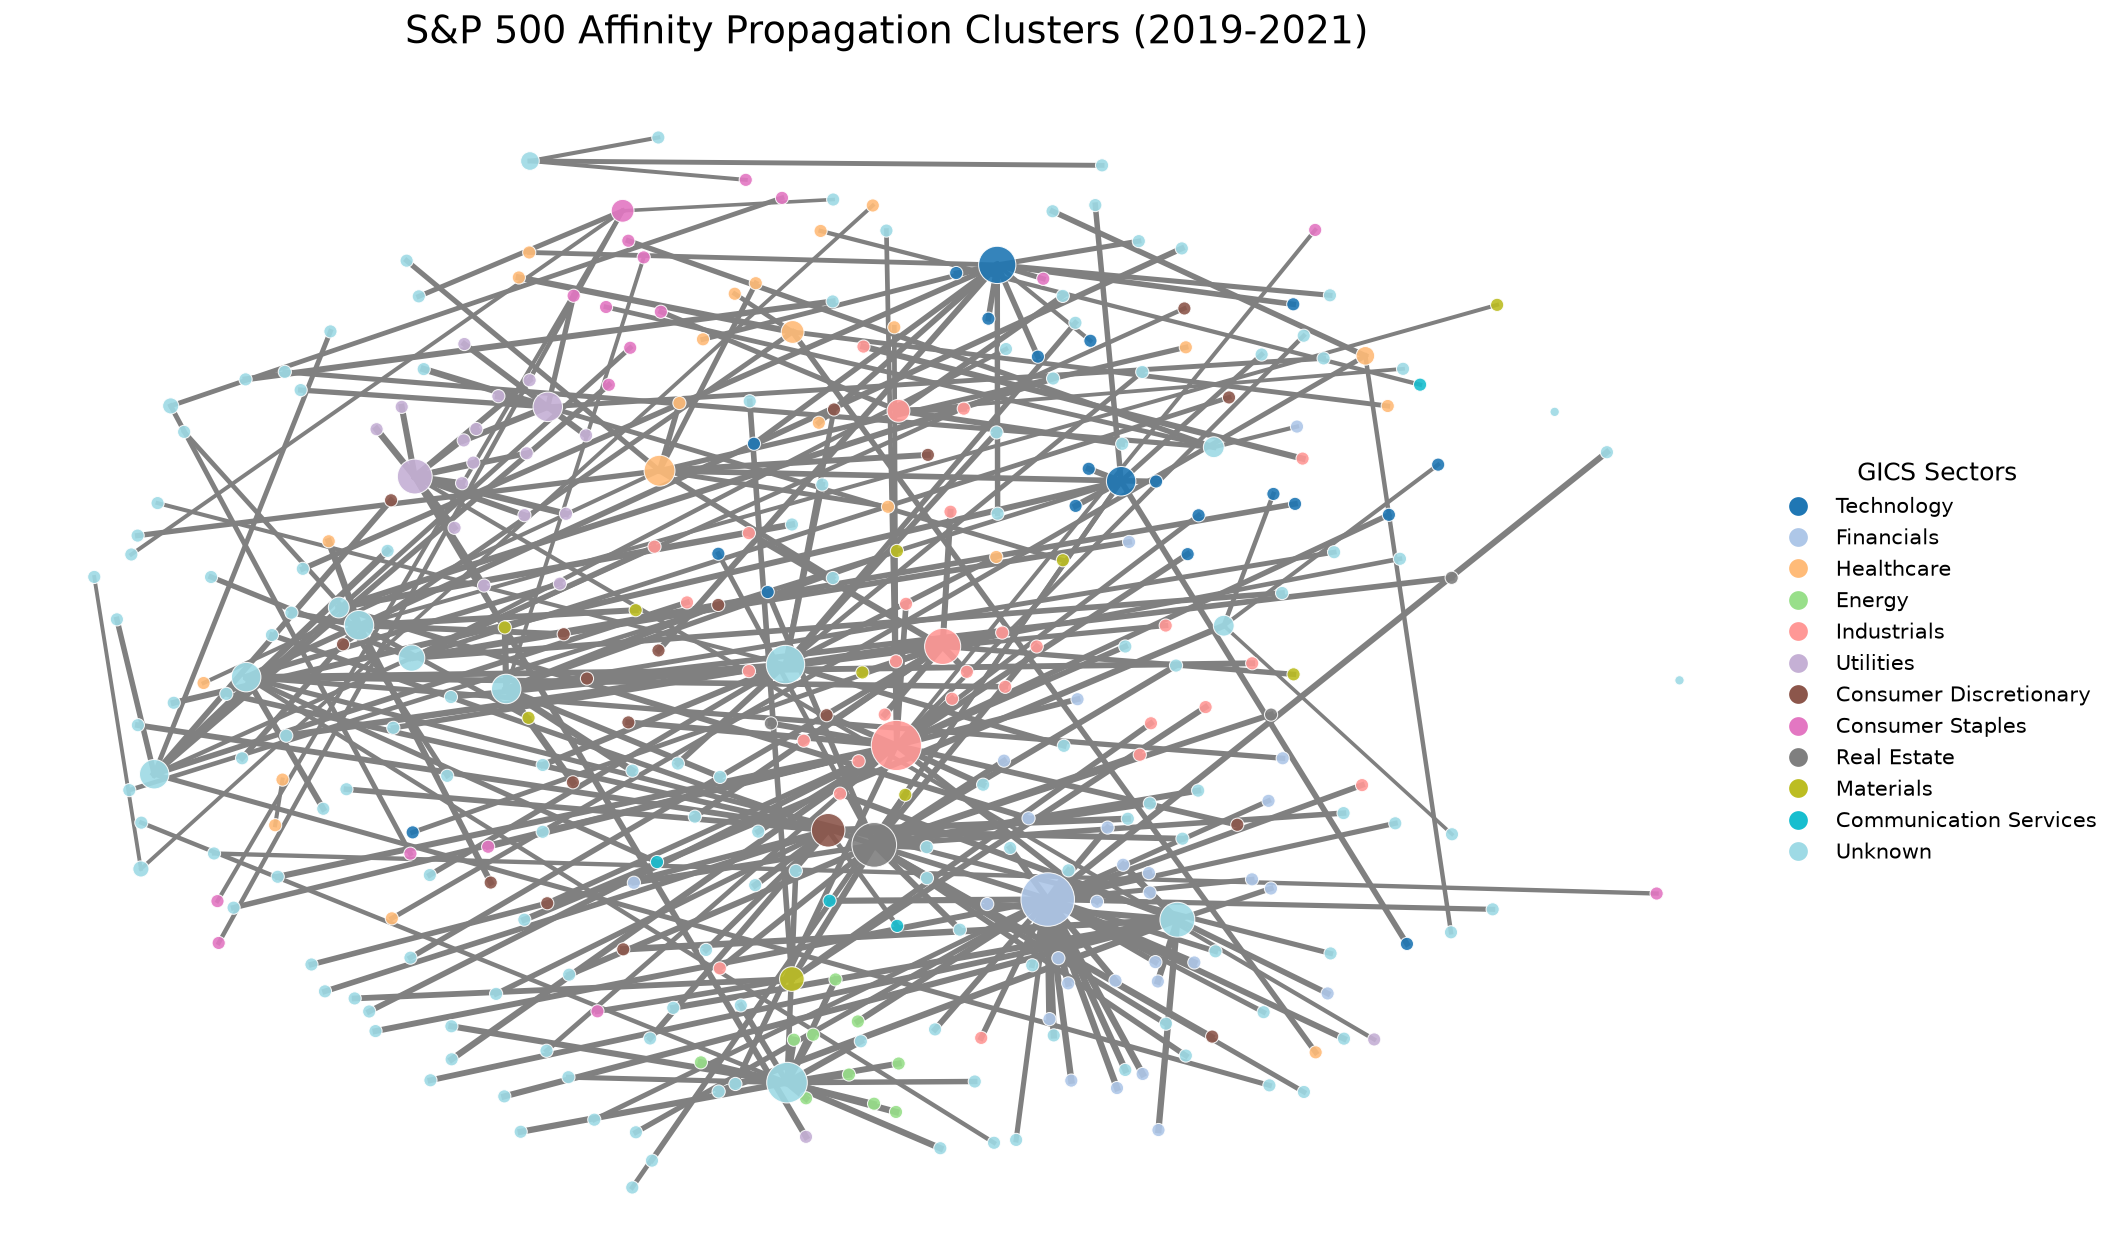 S&P 500 Affinity Propagation Clusters (2019-2021)
GICS Sectors
Technology
Financials
Healthcare
Energy
Industrials
Utilities
Consumer Discretionary
Consumer Staples
Real Estate
Materials
Communication Services
Unknown